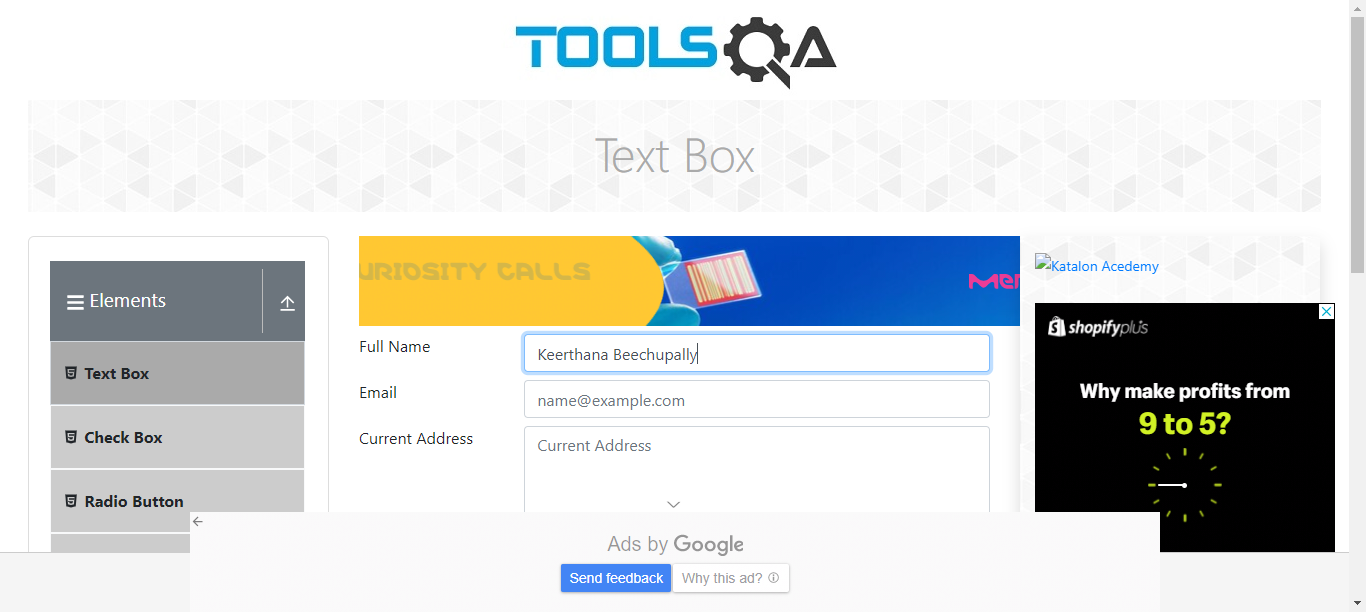 TOOLSQA
Text Box
Elements
Text Box
Check Box
Radio Button
URIOSITY CALLS
MER
Full Name
Keerthana Beechupally
Email
name@example.com
Current Address
Current Address
Katalon Acedemy
shopifyplus
Why make profits from
9 to 5?
Ads by Google
Send feedback
Why this ad?